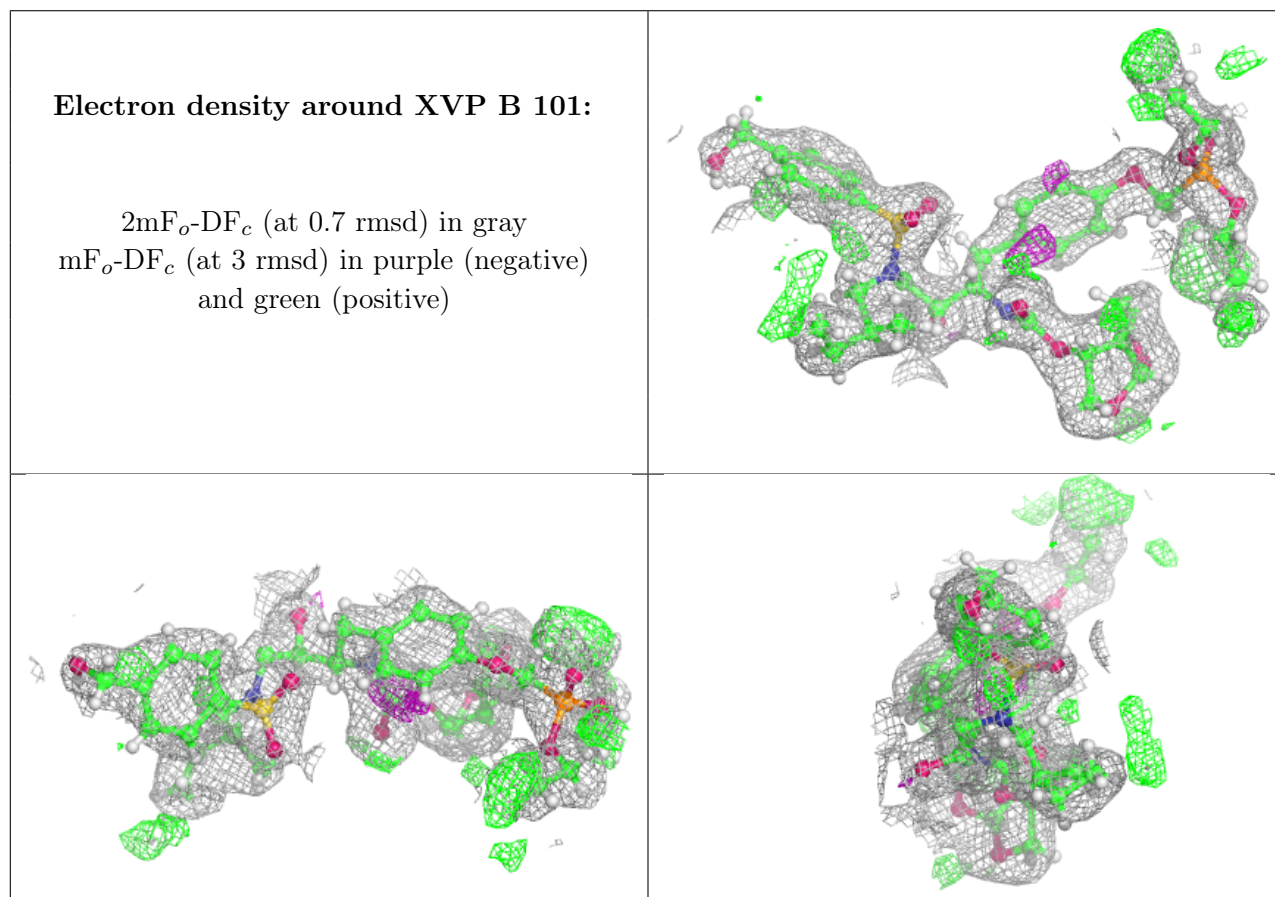 Electron density around XVP B 101:
2mFo-DFc (at 0.7 rmsd) in gray
mFo-DFc (at 3 rmsd) in purple (negative)
and green (positive)